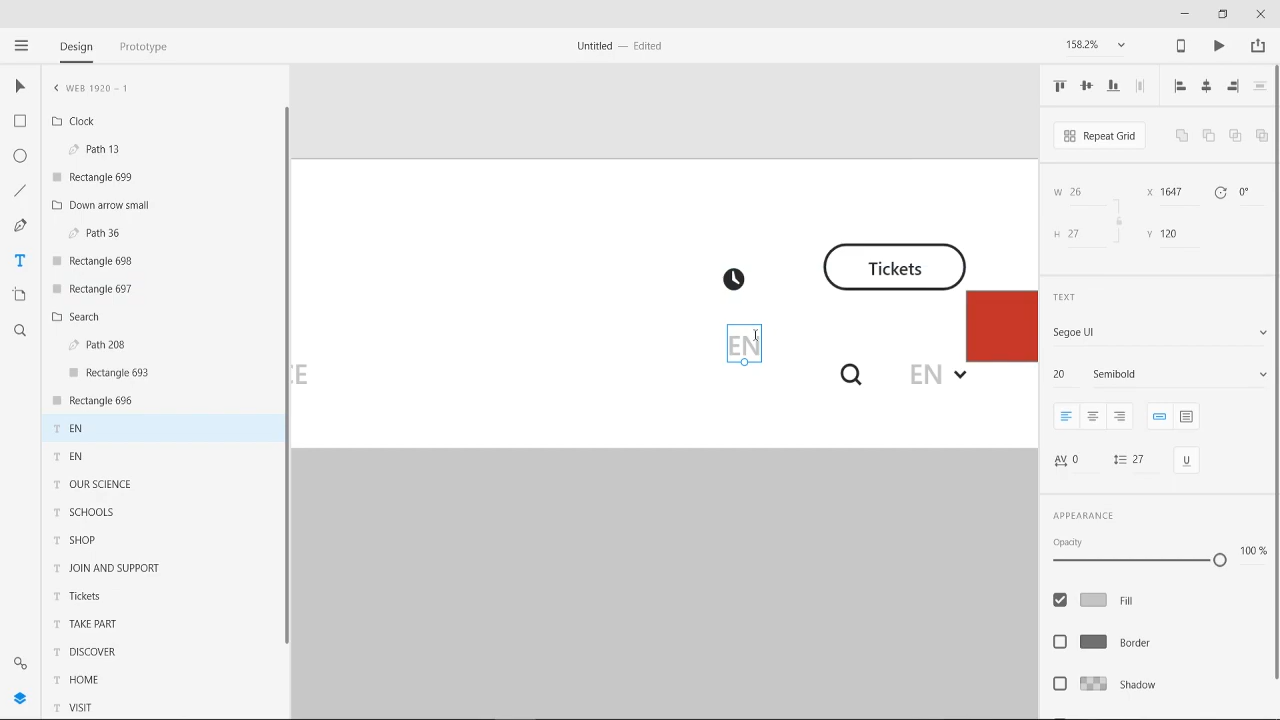 Design
Prototype
Untitled — Edited
158.2%
WEB 1920 – 1
Clock
Path 13
Rectangle 699
Down arrow small
Path 36
Rectangle 698
Rectangle 697
Search
Path 208
Rectangle 693
Rectangle 696
EN
EN
OUR SCIENCE
SCHOOLS
SHOP
JOIN AND SUPPORT
Tickets
TAKE PART
DISCOVER
HOME
VISIT
Tickets
EN
CE
EN
Repeat Grid
W 26
X 1647
0°
H 27
Y 120
TEXT
Segoe UI
20
Semibold
AV 0
27
U
APPEARANCE
Opacity
100 %
Fill
Border
Shadow